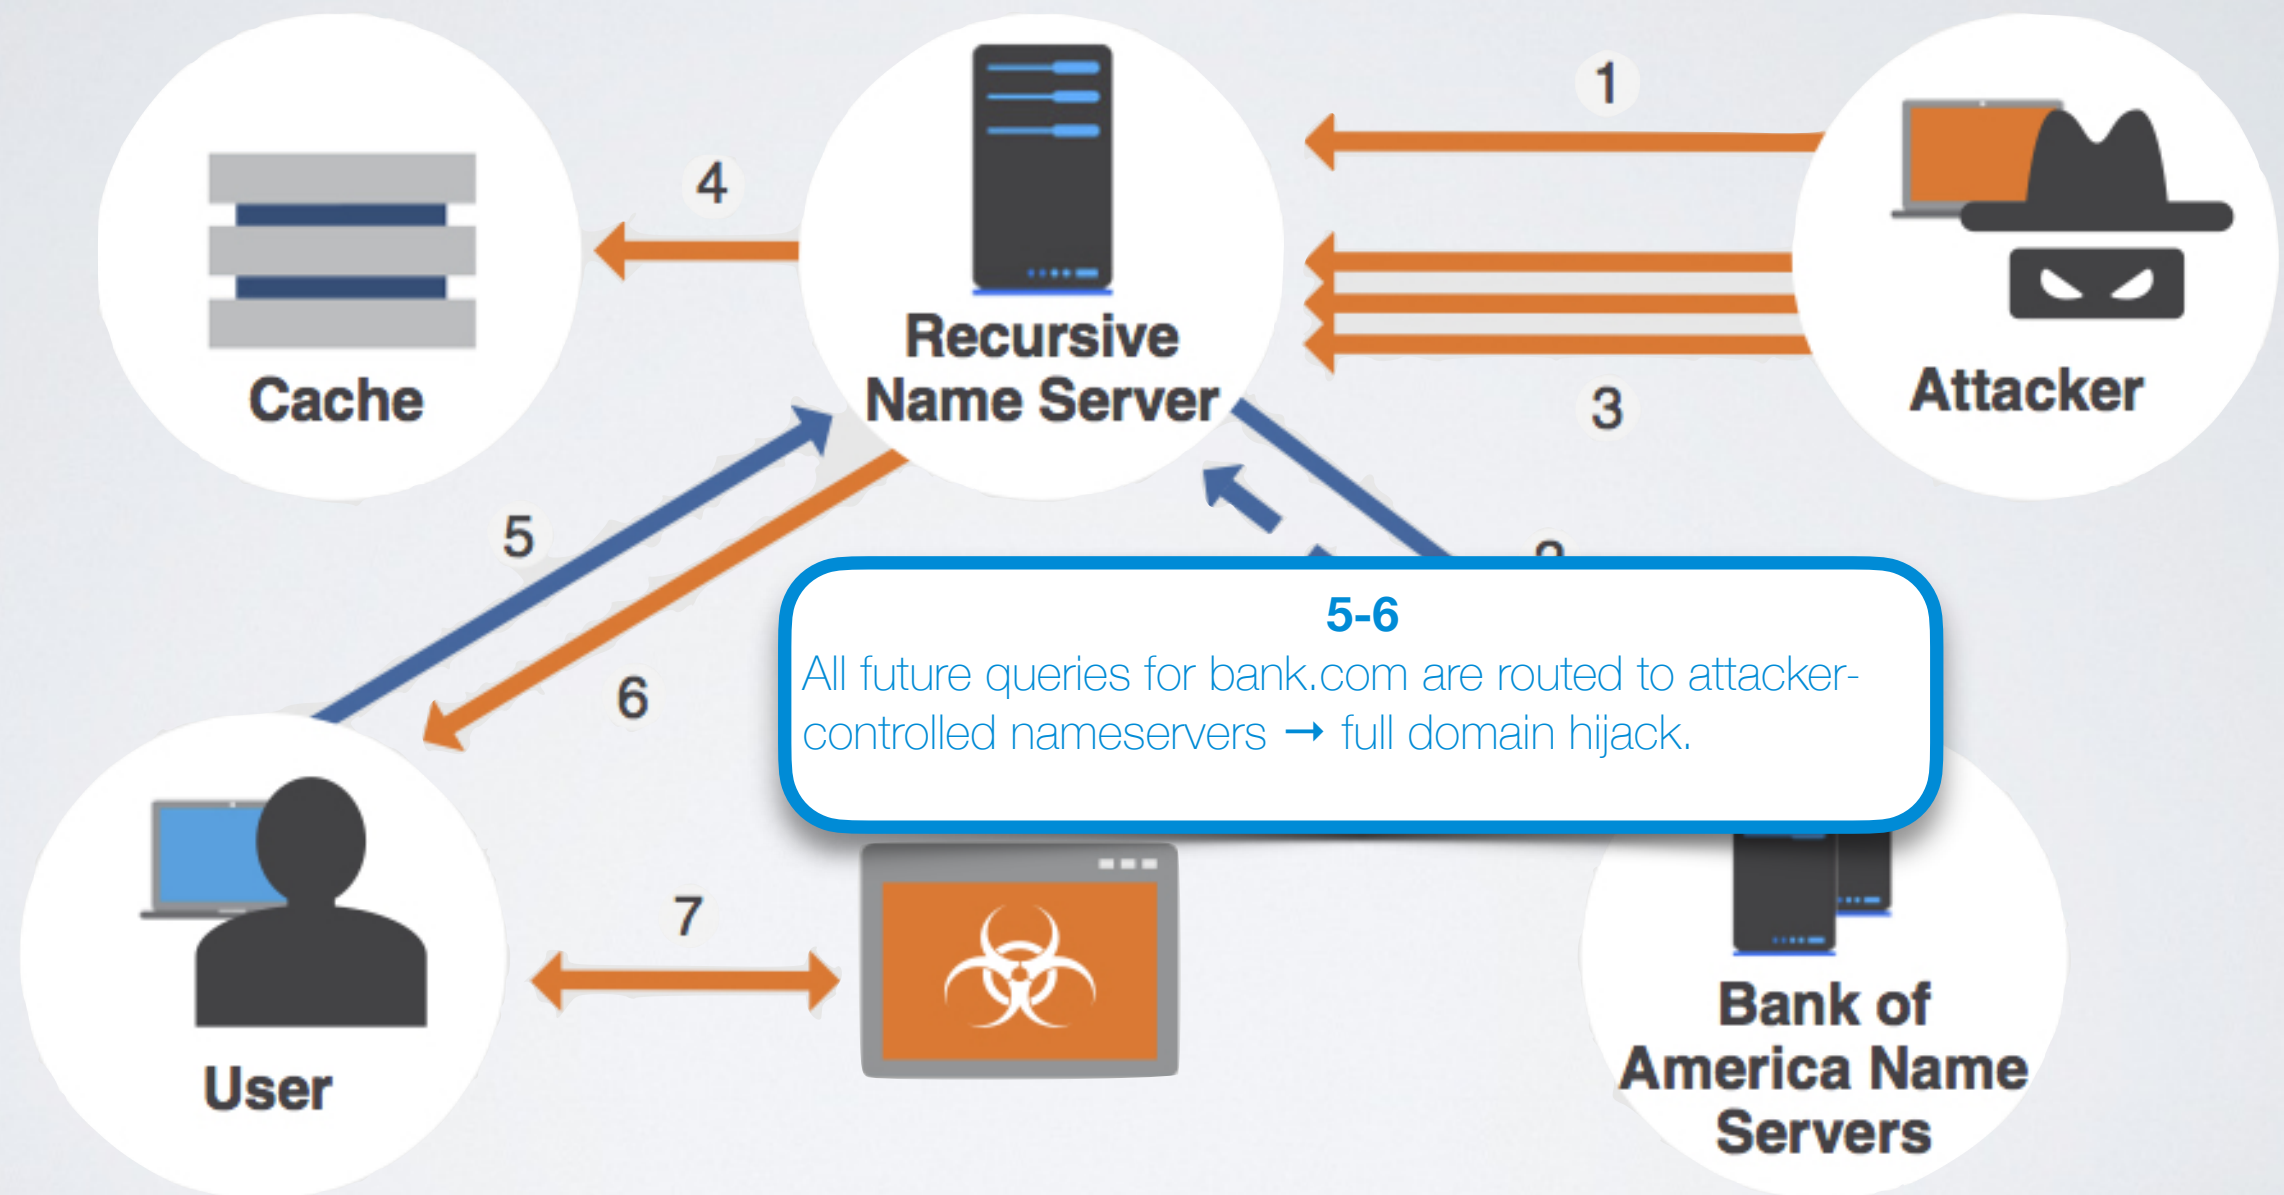 1
4
Recursive
Name Server
Cache
3
Attacker
5
5-6
All future queries for bank.com are routed to attacker-
controlled nameservers → full domain hijack.
6
7
User
Bank of
America Name
Servers